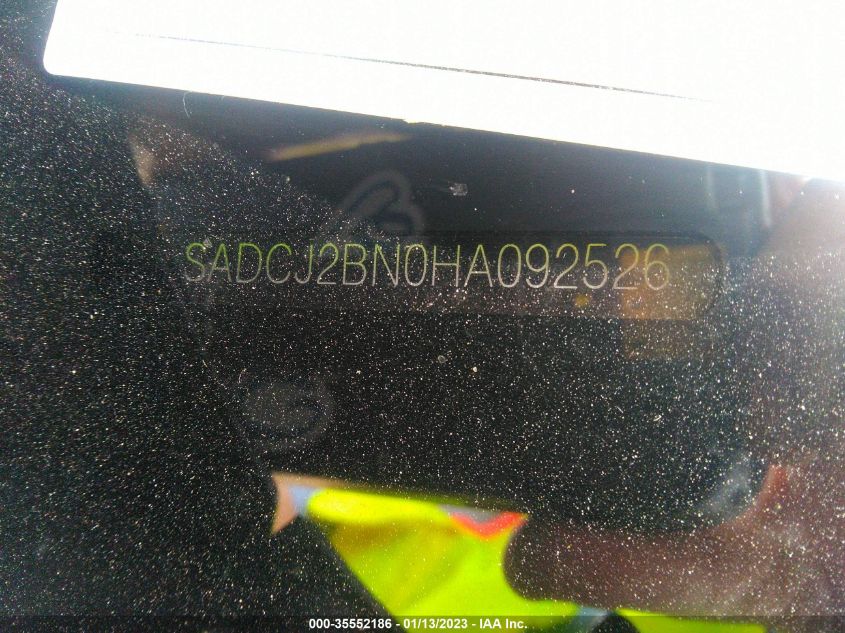 SADCJ2BN0HA092526
000-35552186 - 01/13/2023 - IAA Inc.